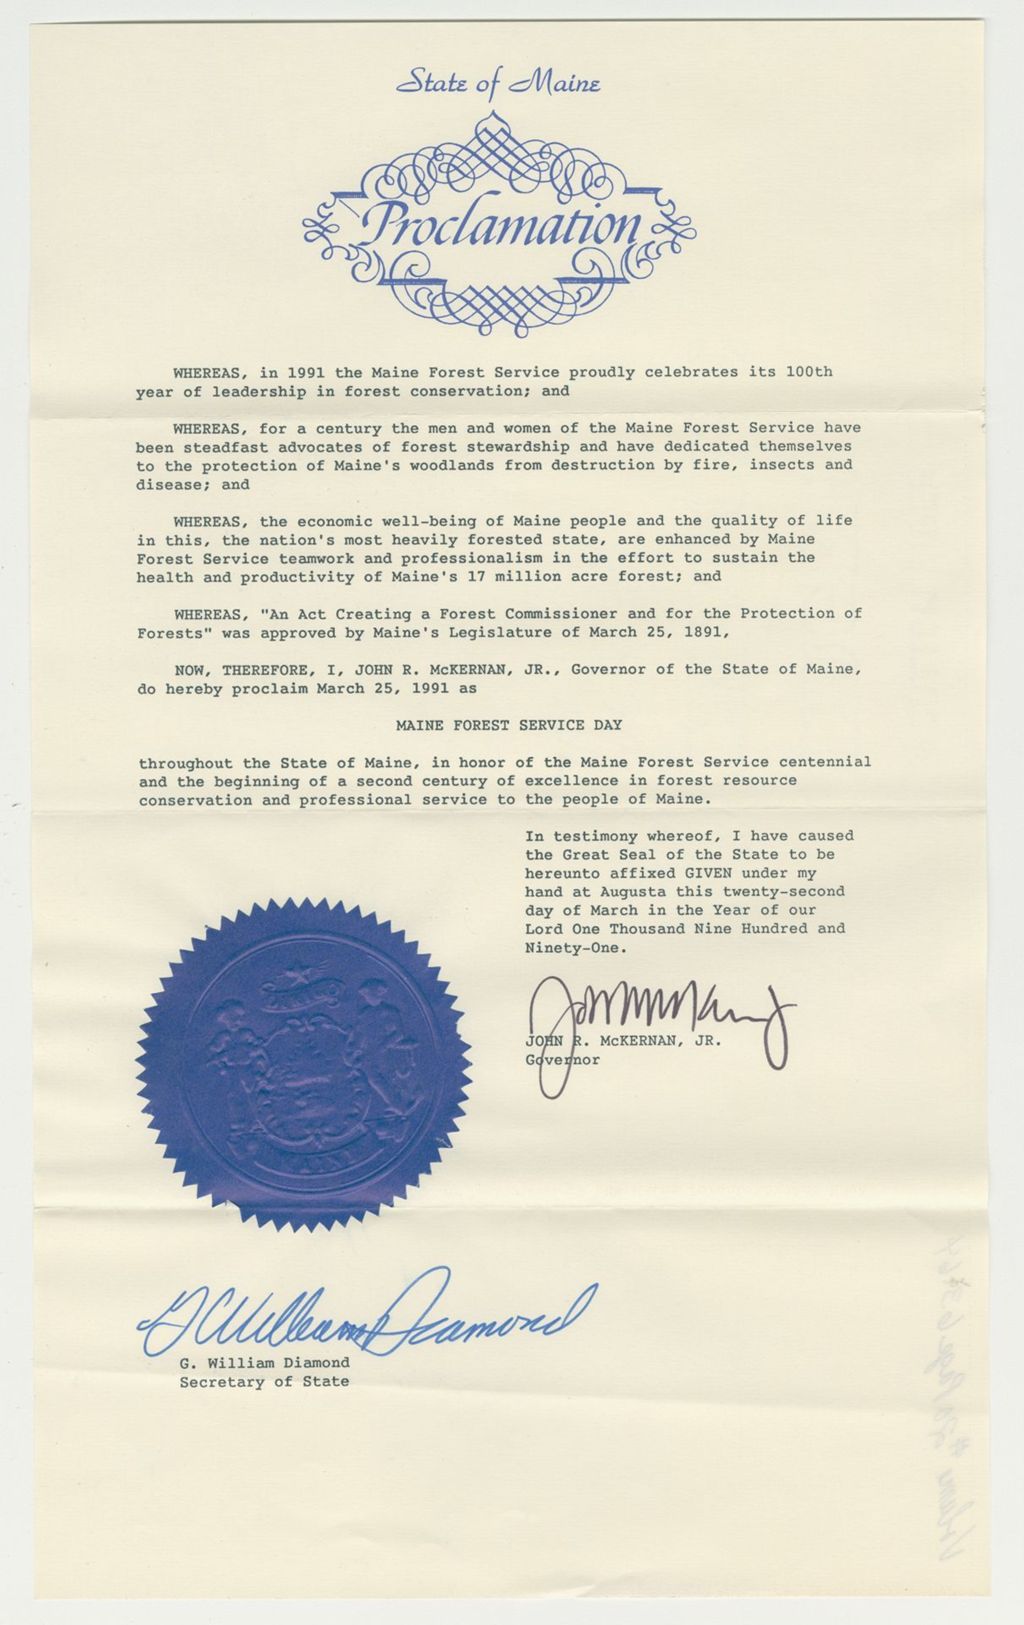 State of Maine
Proclamation
WHEREAS, in 1991 the Maine Forest Service proudly celebrates its 100th
year of leadership in forest conservation; and
WHEREAS, for a century the men and women of the Maine Forest Service have
been steadfast advocates of forest stewardship and have dedicated themselves
to the protection of Maine's woodlands from destruction by fire, insects and
disease; and
WHEREAS, the economic well-being of Maine people and the quality of life
in this, the nation's most heavily forested state, are enhanced by Maine
Forest Service teamwork and professionalism in the effort to sustain the
health and productivity of Maine's 17 million acre forest; and
WHEREAS, "An Act Creating a Forest Commissioner and for the Protection of
Forests" was approved by Maine's Legislature of March 25, 1891,
NOW, THEREFORE, I, JOHN R. McKERNAN, JR., Governor of the State of Maine,
do hereby proclaim March 25, 1991 as
MAINE FOREST SERVICE DAY
throughout the State of Maine, in honor of the Maine Forest Service centennial
and the beginning of a second century of excellence in forest resource
conservation and professional service to the people of Maine.
In testimony whereof, I have caused
the Great Seal of the State to be
hereunto affixed GIVEN under my
hand at Augusta this twenty-second
day of March in the Year of our
Lord One Thousand Nine Hundred and
Ninety-One.
JOHN R. McKERNAN, JR.
Governor
MAINE
G William Diamond
G. William Diamond
Secretary of State